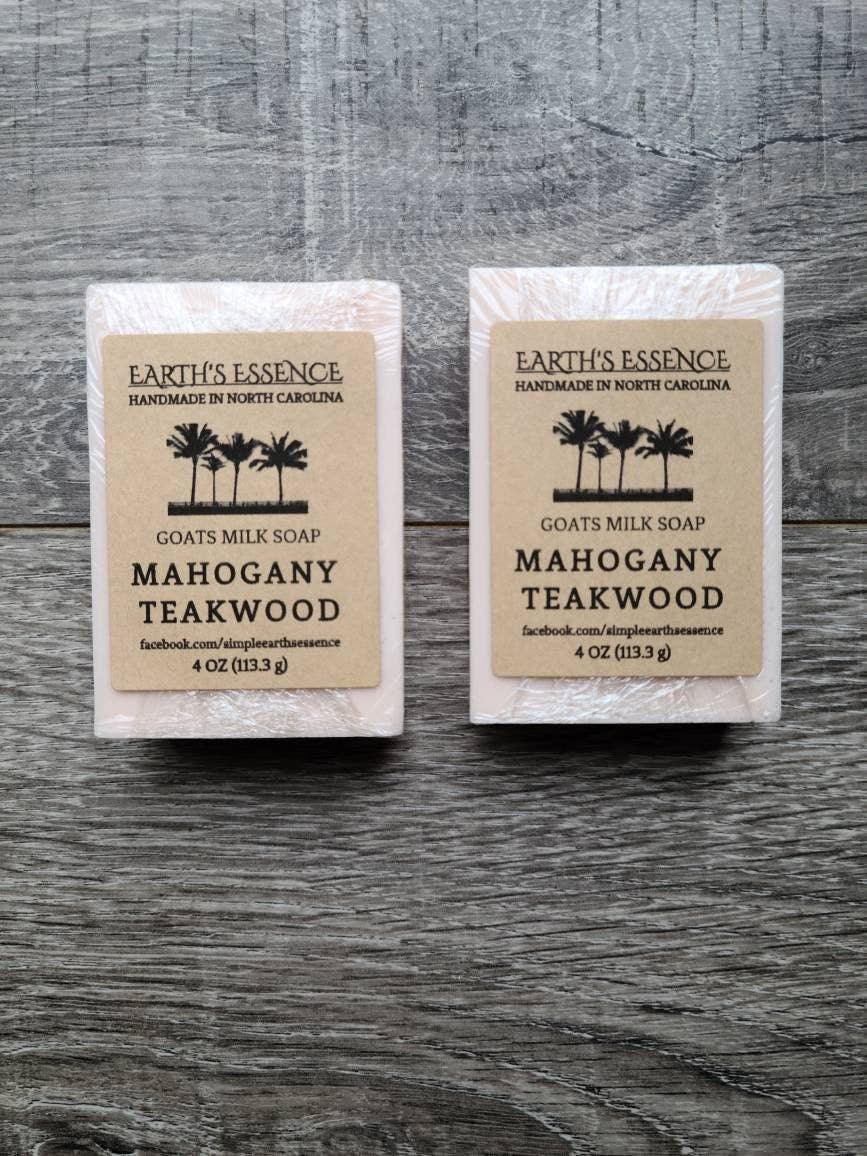 EARTH'S ESSENCE
HANDMADE IN NORTH CAROLINA
GOATS MILK SOAP
MAHOGANY
TEAKWOOD
facebook.com/simpleearthsessence
4 OZ (113.3 g)
EARTH'S ESSENCE
HANDMADE IN NORTH CAROLINA
GOATS MILK SOAP
MAHOGANY
TEAKWOOD
facebook.com/simpleearthsessence
4 OZ (113.3 g)